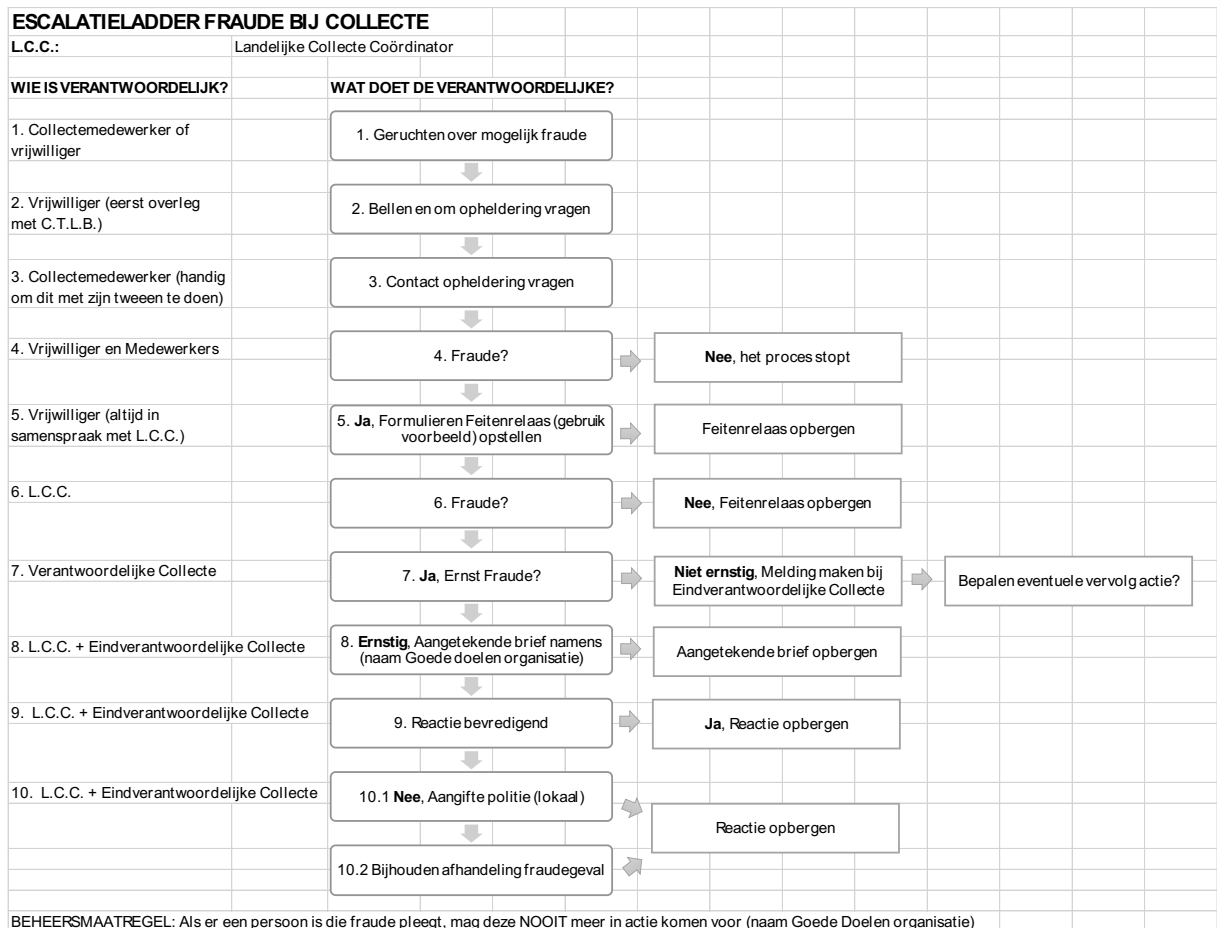 ESCALATIELADDER FRAUDE BIJ COLLECTE
L.C.C.: Landelijke Collecte Coördinator
WIE IS VERANTWOORDELIJK? WAT DOET DE VERANTWOORDELIJKE?
1. Collectemedewerker of
vrijwilliger
1. Geruchten over mogelijk fraude
2. Vrijwilliger (eerst overleg
met C.T.L.B.)
2. Bellen en om opheldering vragen
3. Collectemedewerker (handig
om dit met zijn tweeen te doen)
3. Contact opheldering vragen
4. Vrijwilliger en Medewerkers
4. Fraude?
Nee, het proces stopt
5. Vrijwilliger (altijd in
samenspraak met L.C.C.)
5. Ja, Formulieren Feitenrelaas (gebruik
voorbeeld) opstellen
Feitenrelaas opbergen
6. L.C.C.
6. Fraude?
Nee, Feitenrelaas opbergen
7. Verantwoordelijke Collecte
7. Ja, Ernst Fraude?
Niet ernstig, Melding maken bij
Eindverantwoordelijke Collecte
Bepalen eventuele vervolg actie?
8. L.C.C. + Eindverantwoordelijke Collecte
8. Ernstig, Aangetekende brief namens
(naam Goede doelen organisatie)
Aangetekende brief opbergen
9. L.C.C. + Eindverantwoordelijke Collecte
9. Reactie bevredigend
Ja, Reactie opbergen
10. L.C.C. + Eindverantwoordelijke Collecte
10.1 Nee, Aangifte politie (lokaal)
Reactie opbergen
10.2 Bijhouden afhandeling fraudegeval
BEHEERSMAATREGEL: Als er een persoon is die fraude pleegt, mag deze NOOIT meer in actie komen voor (naam Goede Doelen organisatie)